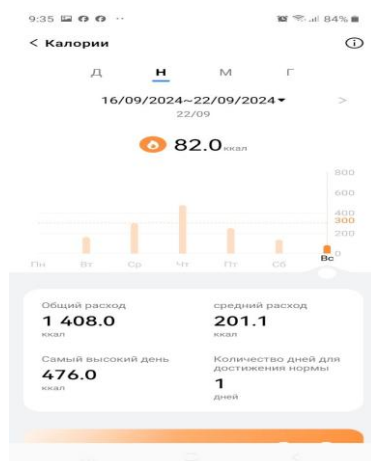 9:35 84%
< Калории
Д Н М Г
16/09/2024~22/09/2024 >
22/09
82.0 ккал
800
600
400
300
200
0
Пн Вт Ср Чт Пт Сб Вс
Общий расход средний расход
1 408.0 201.1
ккал ккал
Самый высокий день Количество дней для
достижения нормы
476.0 1
ккал дней